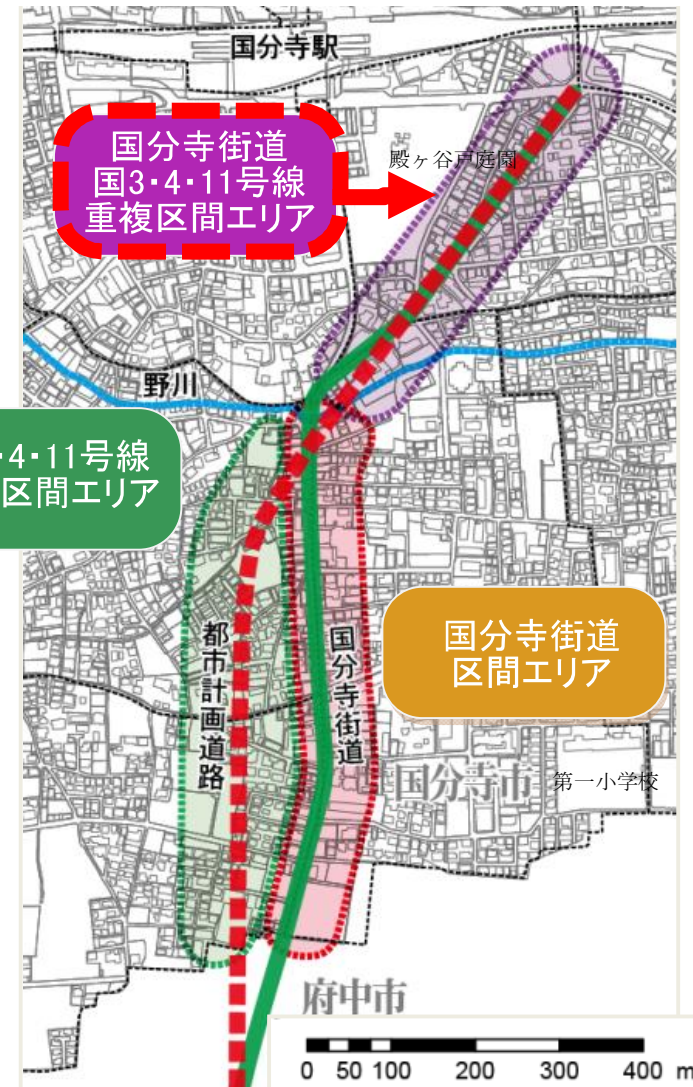 国分寺駅
国分寺街道
国3・4・11号線
重複区間エリア
殿ヶ谷戸庭園
野川
・4・11号線
区間エリア
都市計画道路
国分寺街道
国分寺街道
区間エリア
国分寺市
第一小学校
府中市
0 50 100 200 300 400 m